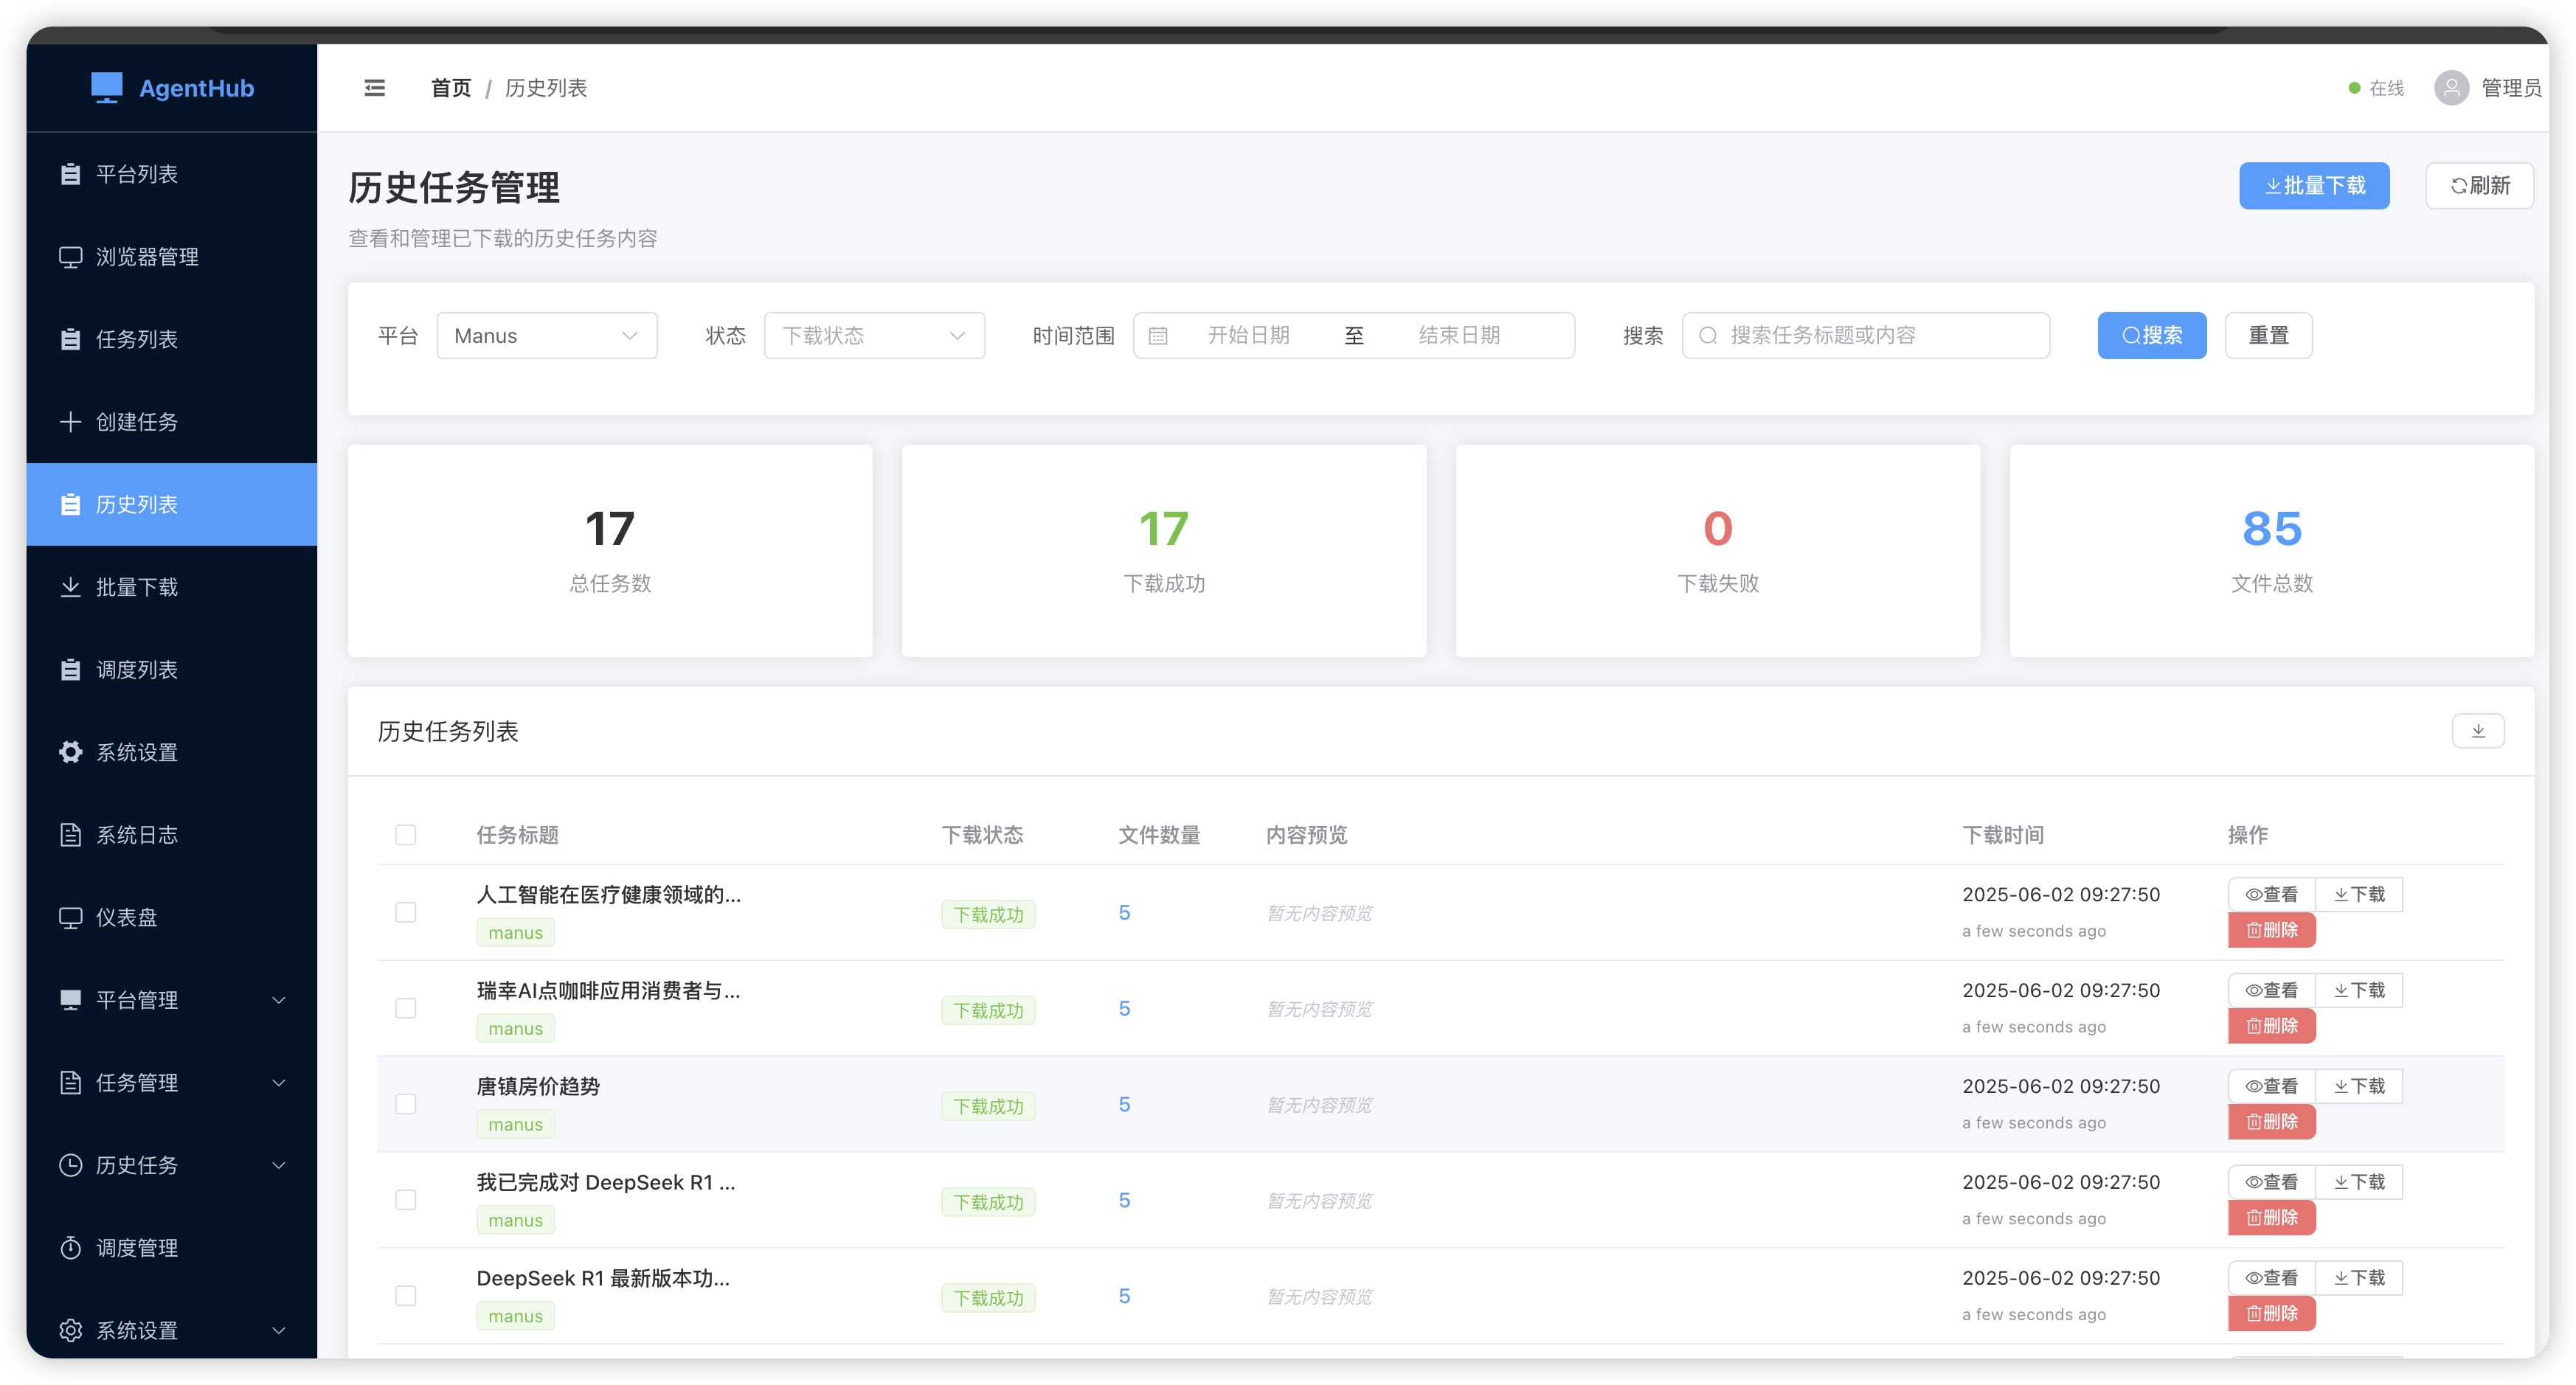 AgentHub
首页 / 历史列表
在线
管理员
平台列表
浏览器管理
任务列表
创建任务
历史列表
批量下载
调度列表
系统设置
系统日志
仪表盘
平台管理
任务管理
历史任务
调度管理
系统设置
历史任务管理
查看和管理已下载的历史任务内容
批量下载
刷新
平台 Manus
状态 下载状态
时间范围 开始日期 至 结束日期
搜索 搜索任务标题或内容
搜索
重置
17
总任务数
17
下载成功
0
下载失败
85
文件总数
历史任务列表
任务标题 下载状态 文件数量 内容预览 下载时间 操作
人工智能在医疗健康领域的...
manus
下载成功 5 暂无内容预览
2025-06-02 09:27:50
a few seconds ago
查看 下载
删除
瑞幸AI点咖啡应用消费者与...
manus
下载成功 5 暂无内容预览
2025-06-02 09:27:50
a few seconds ago
查看 下载
删除
唐镇房价趋势
manus
下载成功 5 暂无内容预览
2025-06-02 09:27:50
a few seconds ago
查看 下载
删除
我已完成对 DeepSeek R1 ...
manus
下载成功 5 暂无内容预览
2025-06-02 09:27:50
a few seconds ago
查看 下载
删除
DeepSeek R1 最新版本功...
manus
下载成功 5 暂无内容预览
2025-06-02 09:27:50
a few seconds ago
查看 下载
删除